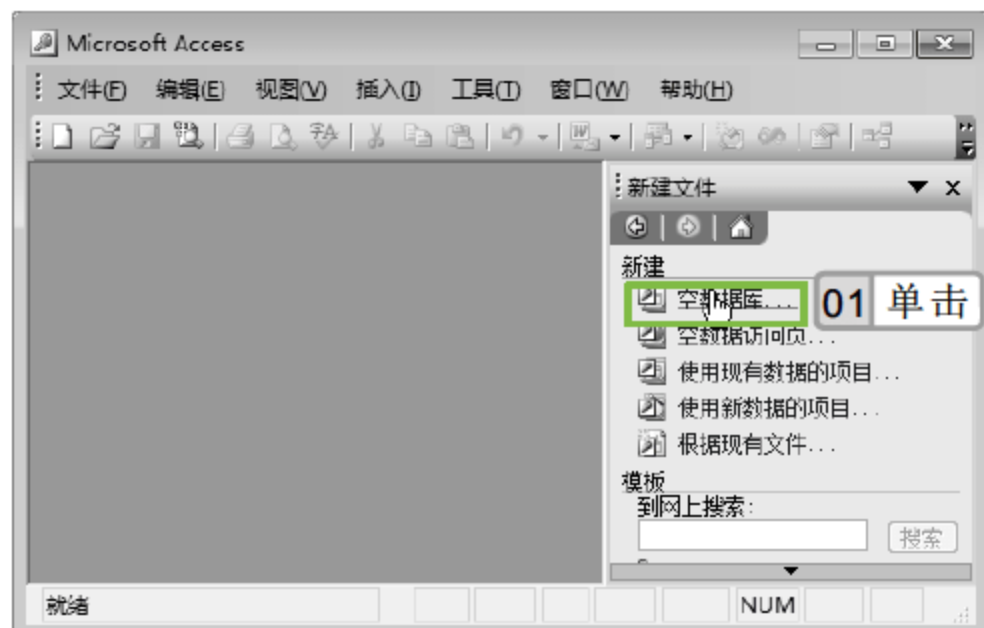 Microsoft Access
文件(F) 编辑(E) 视图(V) 插入(I) 工具(T) 窗口(W) 帮助(H)
新建文件
新建
空数据库...
01 单击
空数据访问页...
使用现有数据的项目...
使用新数据的项目...
根据现有文件...
模板
到网上搜索:
搜索
就绪
NUM